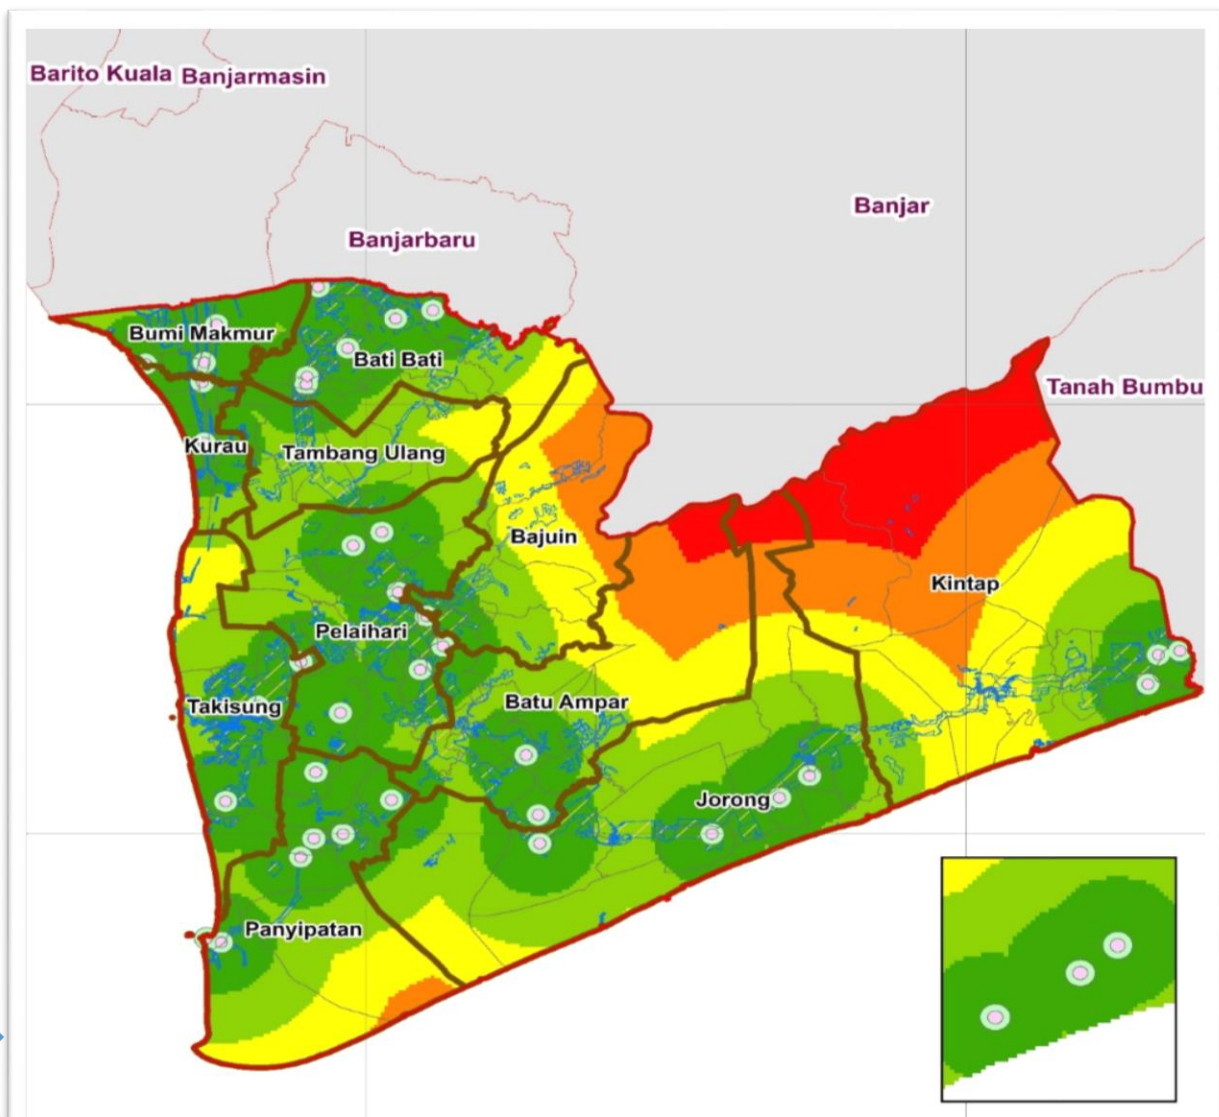 Barito Kuala
Banjarmasin
Banjar
Banjarbaru
Bumi Makmur
Bati Bati
Tanah Bumbu
Kurau
Tambang Ulang
Bajuin
Kintap
Pelaihari
Takisung
Batu Ampar
Jorong
Panyipatan